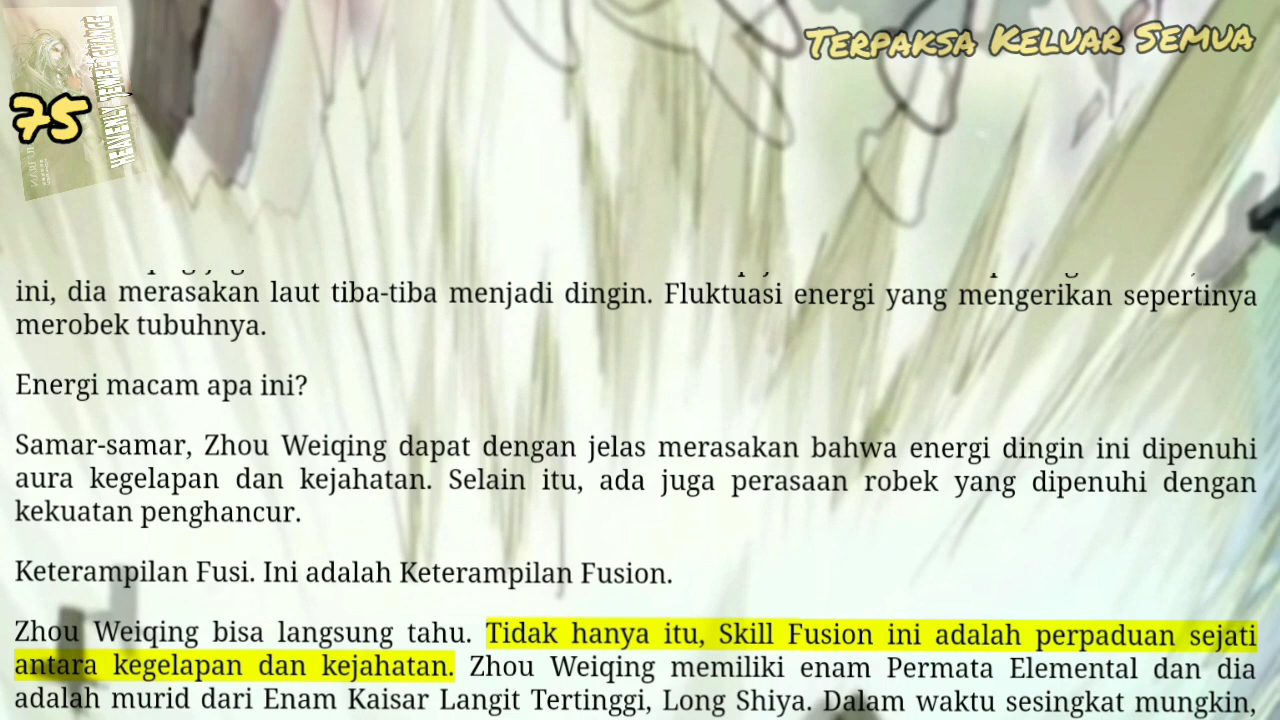 Terpaksa Keluar Semua
75
HEAVENLY JEWEL CHANGE
ini, dia merasakan laut tiba-tiba menjadi dingin. Fluktuasi energi yang mengerikan sepertinya
merobek tubuhnya.
Energi macam apa ini?
Samar-samar, Zhou Weiqing dapat dengan jelas merasakan bahwa energi dingin ini dipenuhi
aura kegelapan dan kejahatan. Selain itu, ada juga perasaan robek yang dipenuhi dengan
kekuatan penghancur.
Keterampilan Fusi. Ini adalah Keterampilan Fusion.
Zhou Weiqing bisa langsung tahu. Tidak hanya itu, Skill Fusion ini adalah perpaduan sejati
antara kegelapan dan kejahatan. Zhou Weiqing memiliki enam Permata Elemental dan dia
adalah murid dari Enam Kaisar Langit Tertinggi, Long Shiya. Dalam waktu sesingkat mungkin,